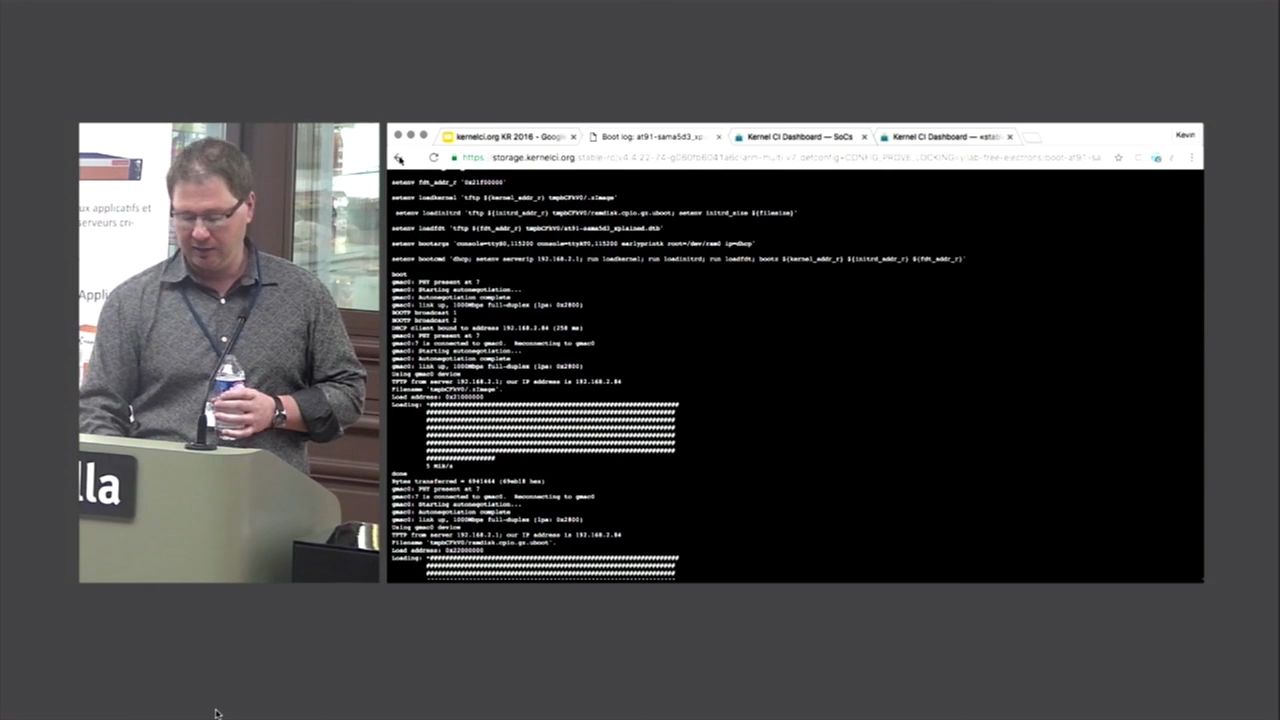 ux applicatifs et
serveurs cri-
Appli
lla
kernelci.org KR 2016 - Googl
Boot log: at91-sama5d3_xp
Kernel CI Dashboard — SoCs
Kernel CI Dashboard — «stab
Kevin
https storage.kernelci.org
setenv fdt_addr_r '0x21f00000'
setenv loadkernel 'tftp ${kernel_addr_r} tmpbCFkV0/.zImage'
setenv loadinitrd 'tftp ${initrd_addr_r} tmpbCFkV0/ramdisk.cpio.gz.uboot; setenv initrd_size ${filesize}'
setenv loadfdt 'tftp ${fdt_addr_r} tmpbCFkV0/at91-sama5d3_xplained.dtb'
setenv bootargs 'console=ttyS0,115200 console=ttyAT0,115200 earlyprintk root=/dev/ram0 ip=dhcp'
setenv bootcmd 'dhcp; setenv serverip 192.168.2.1; run loadkernel; run loadinitrd; run loadfdt; bootz ${kernel_addr_r} ${initrd_addr_r} ${fdt_addr_r}'
boot
gmac0: PHY present at 7
gmac0: Starting autonegotiation...
gmac0: Autonegotiation complete
gmac0: link up, 1000Mbps full-duplex (lpa: 0x2800)
BOOTP broadcast 1
BOOTP broadcast 2
DHCP client bound to address 192.168.2.84 (258 ms)
gmac0: PHY present at 7
gmac0:7 is connected to gmac0. Reconnecting to gmac0
gmac0: Starting autonegotiation...
gmac0: Autonegotiation complete
gmac0: link up, 1000Mbps full-duplex (lpa: 0x2800)
Using gmac0 device
TFTP from server 192.168.2.1; our IP address is 192.168.2.84
Filename 'tmpbCFkV0/.zImage'.
Load address: 0x21000000
Loading:
5 MiB/s
done
Bytes transferred = 6941464 (69eb18 hex)
gmac0: PHY present at 7
gmac0:7 is connected to gmac0. Reconnecting to gmac0
gmac0: Starting autonegotiation...
gmac0: Autonegotiation complete
gmac0: link up, 1000Mbps full-duplex (lpa: 0x2800)
Using gmac0 device
TFTP from server 192.168.2.1; our IP address is 192.168.2.84
Filename 'tmpbCFkV0/ramdisk.cpio.gz.uboot'.
Load address: 0x22000000
Loading: